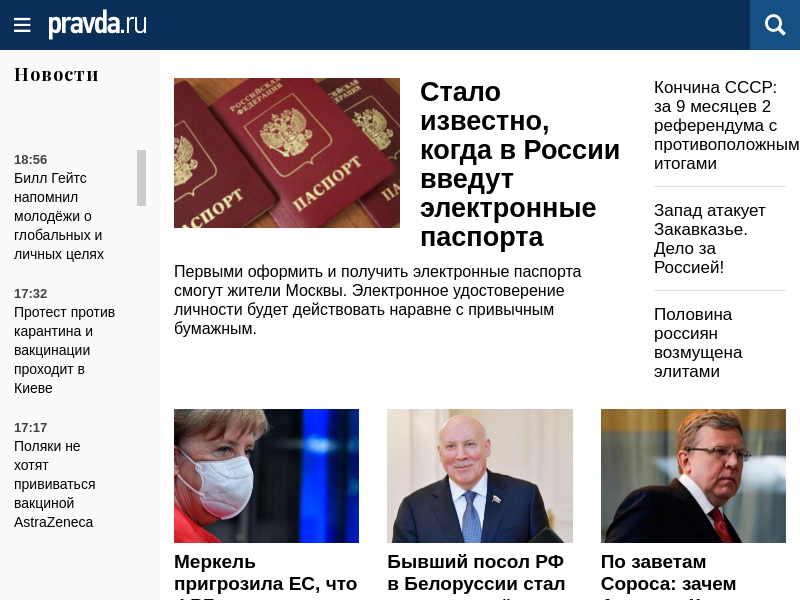 pravda.ru
Новости
18:56
Билл Гейтс
напомнил
молодёжи о
глобальных и
личных целях
17:32
Протест против
карантина и
вакцинации
проходит в
Киеве
17:17
Поляки не
хотят
прививаться
вакциной
AstraZeneca
РОССИЙСКАЯ
ФЕДЕРАЦИЯ
ПАСПОРТ
Стало
известно,
когда в России
введут
электронные
паспорта
Первыми оформить и получить электронные паспорта
смогут жители Москвы. Электронное удостоверение
личности будет действовать наравне с привычным
бумажным.
Кончина СССР:
за 9 месяцев 2
референдума с
противоположным
итогами
Запад атакует
Закавказье.
Дело за
Россией!
Половина
россиян
возмущена
элитами
Меркель
пригрозила ЕС, что
Бывший посол РФ
в Белоруссии стал
По заветам
Сороса: зачем